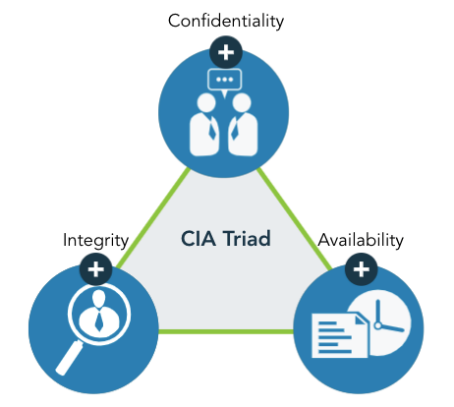 Confidentiality
CIA Triad
Integrity
Availability